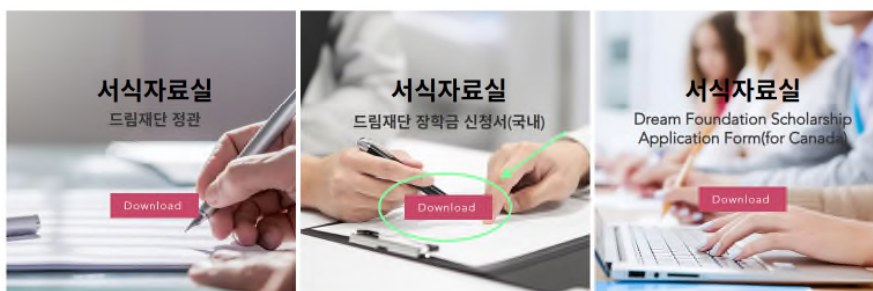 서식자료실
드림재단 정관
Download
서식자료실
드림재단 장학금 신청서(국내)
Download
서식자료실
Dream Foundation Scholarship
Application Form(for Canada)
Download